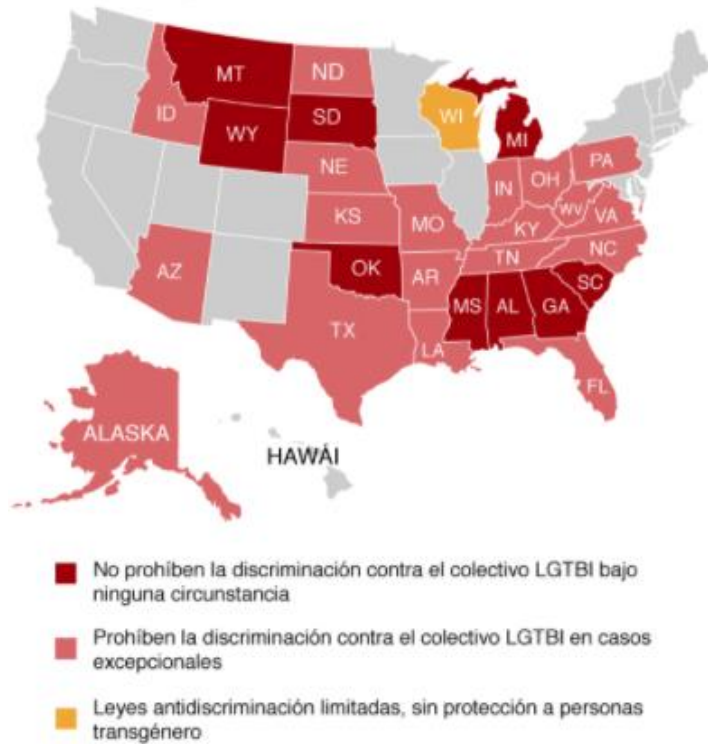 MT
ND
ID
WY
SD
WI
MI
NE
PA
IN
OH
KS
MO
WV
VA
KY
NC
TN
AZ
OK
AR
SC
MS
AL
GA
TX
LA
FL
ALASKA
HAWÁI
No prohíben la discriminación contra el colectivo LGTBI bajo
ninguna circunstancia
Prohíben la discriminación contra el colectivo LGTBI en casos
excepcionales
Leyes antidiscriminación limitadas, sin protección a personas
transgénero